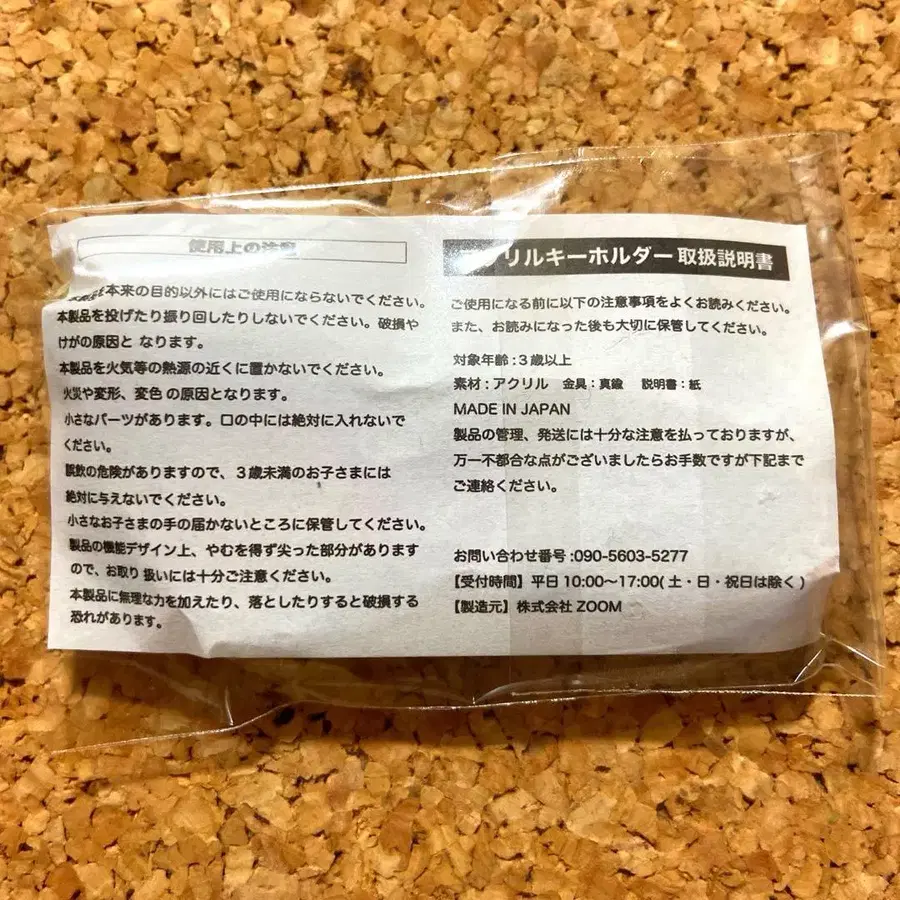 使用上の注意
本来の目的以外にはご使用にならないでください。
本製品を投げたり振り回したりしないでください。破損や
けがの原因と なります。
本製品を火気等の熱源の近くに置かないでください。
火災や変形、変色 の原因となります。
小さなパーツがあります。口の中には絶対に入れないで
ください。
誤飲の危険がありますので、３歳未満のお子さまには
絶対に与えないでください。
小さなお子さまの手の届かないところに保管してください。
製品の機能デザイン上、やむを得ず尖った部分があります
ので、お取り 扱いには十分ご注意ください。
本製品に無理な力を加えたり、落としたりすると破損する
恐れがあります。
リルキーホルダー 取扱説明書
ご使用になる前に以下の注意事項をよくお読みください。
また、お読みになった後も大切に保管してください。
対象年齢 : 3 歳以上
素材 : アクリル 金具 : 真鍮 説明書 : 紙
MADE IN JAPAN
製品の管理、発送には十分な注意を払っておりますが、
万一不都合な点がございましたらお手数ですが下記まで
ご連絡ください。
お問い合わせ番号 :090-5603-5277
【受付時間】平日 10:00〜17:00( 土・日・祝日は除く )
【製造元】株式会社 ZOOM